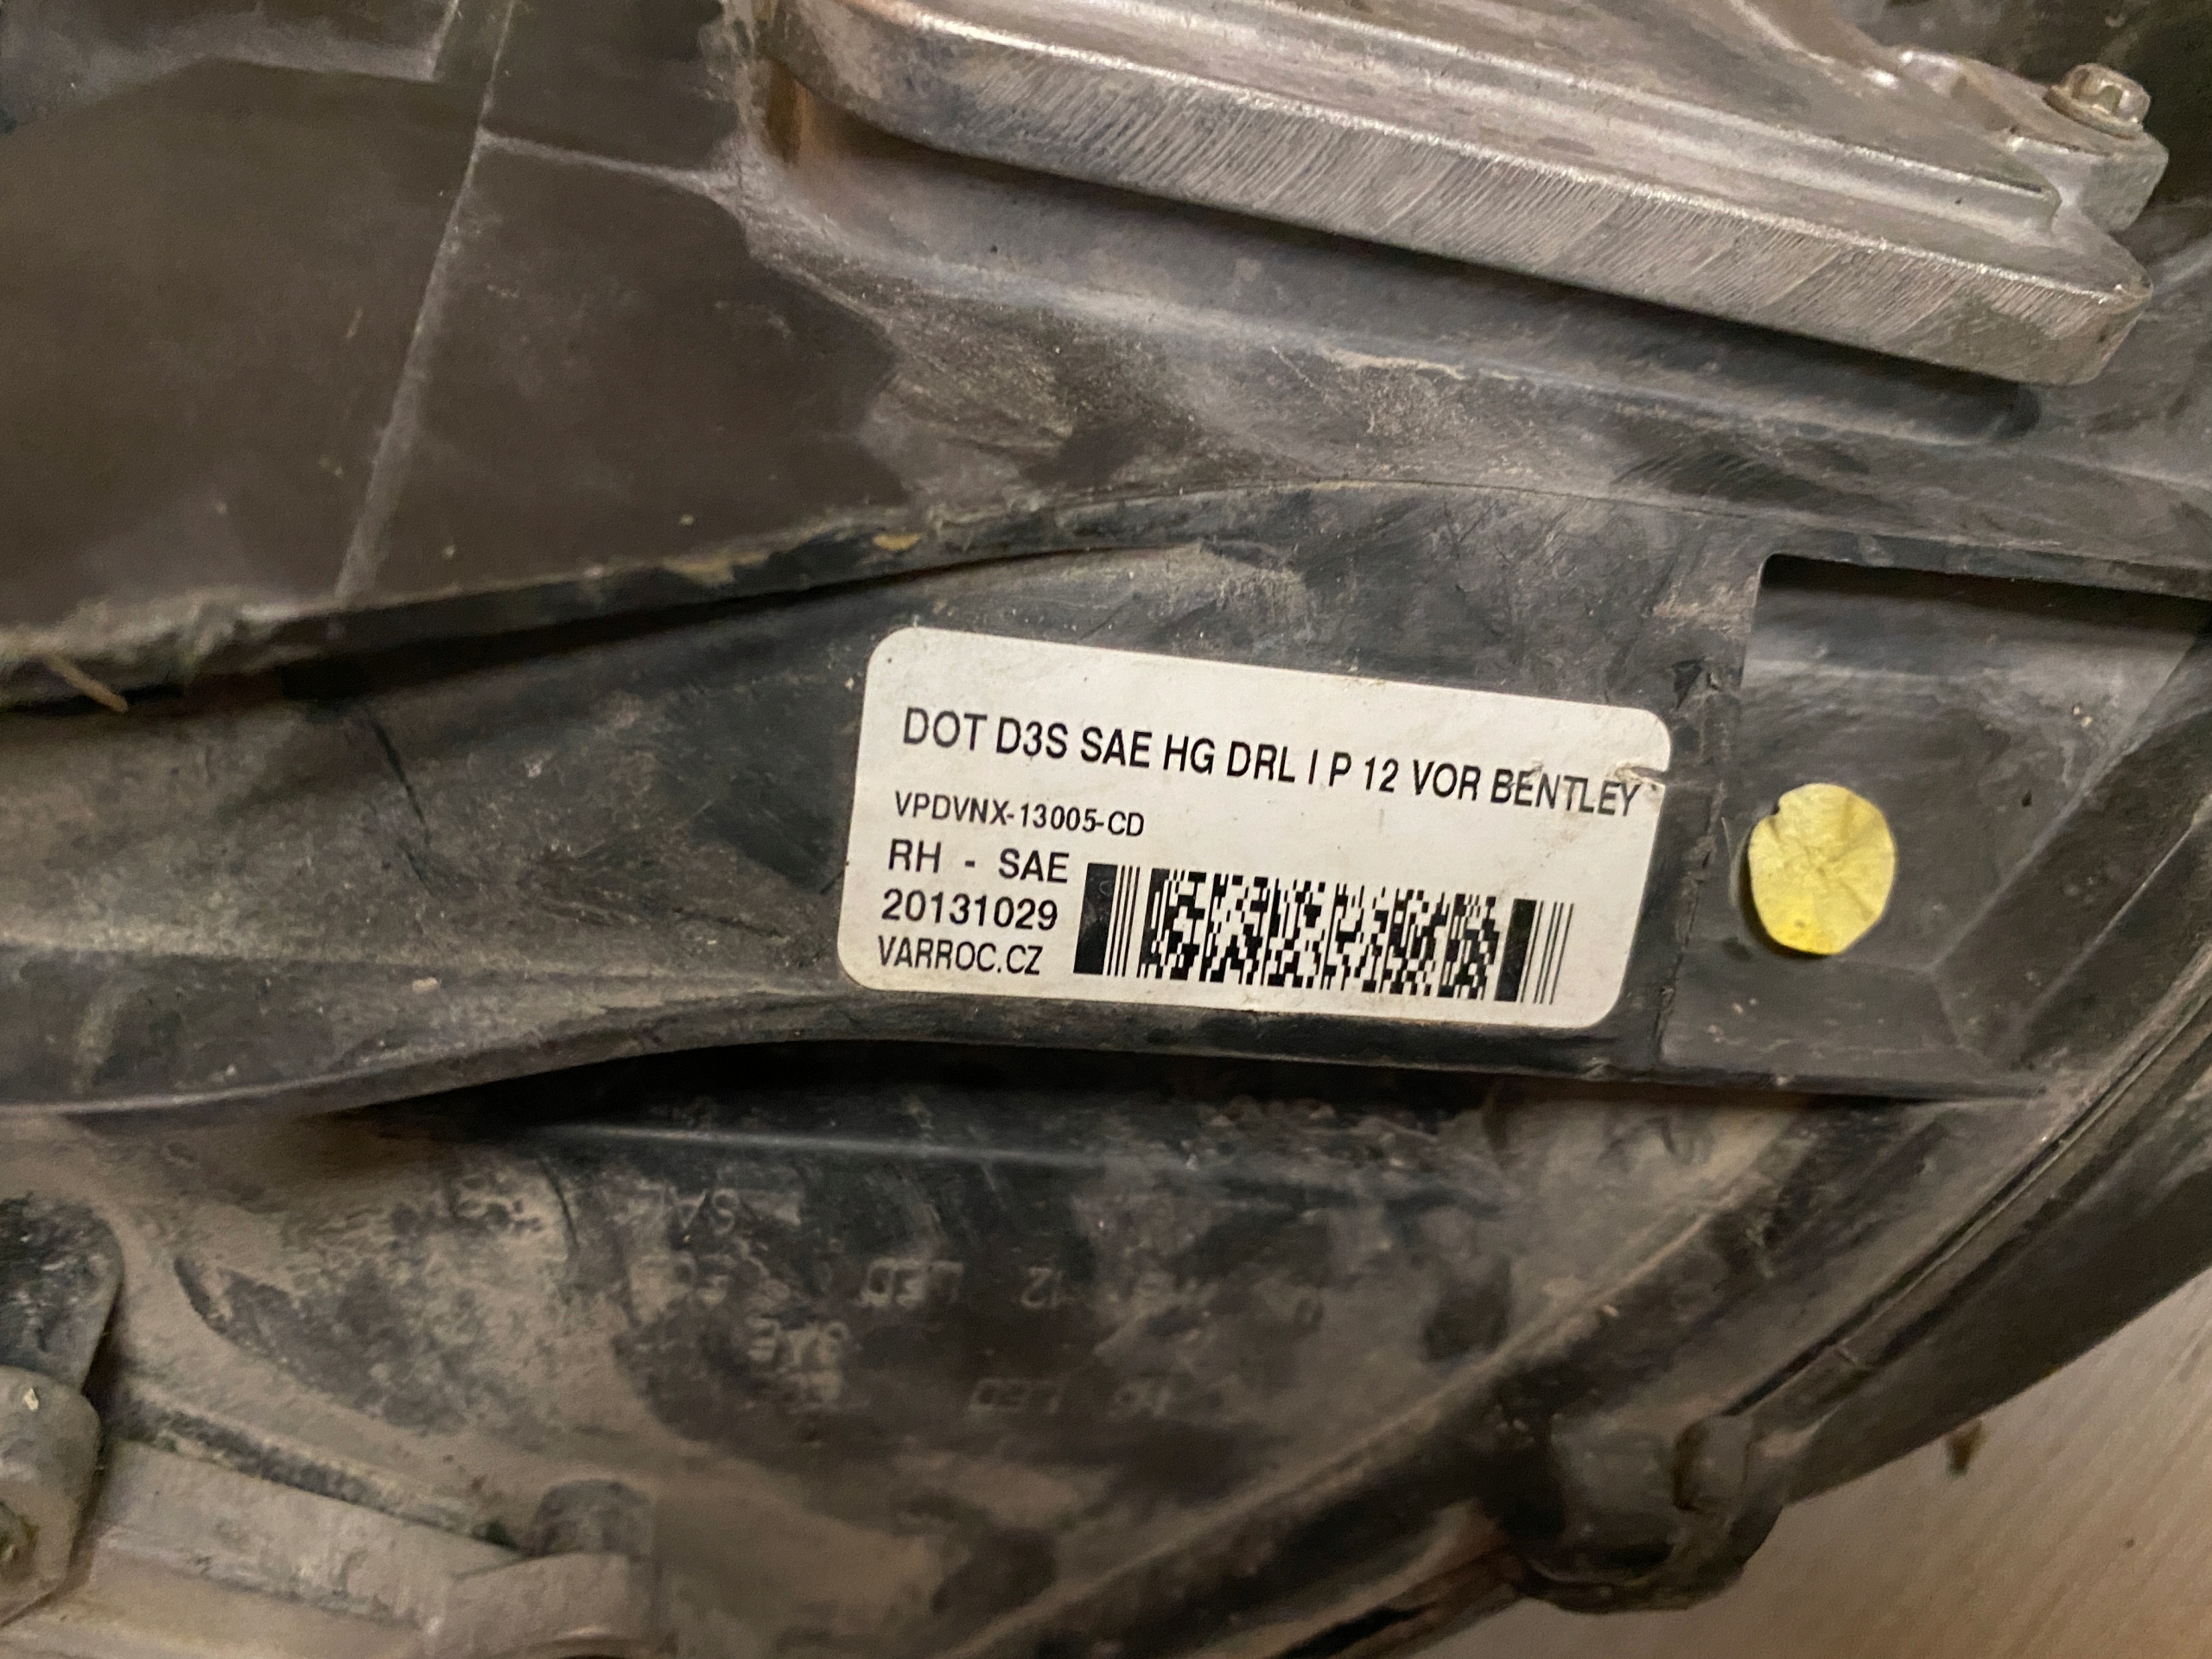 DOT D3S SAE HG DRL I P 12 VOR BENTLEY
VPDVNX-13005-CD
RH - SAE
20131029
VARROC.CZ